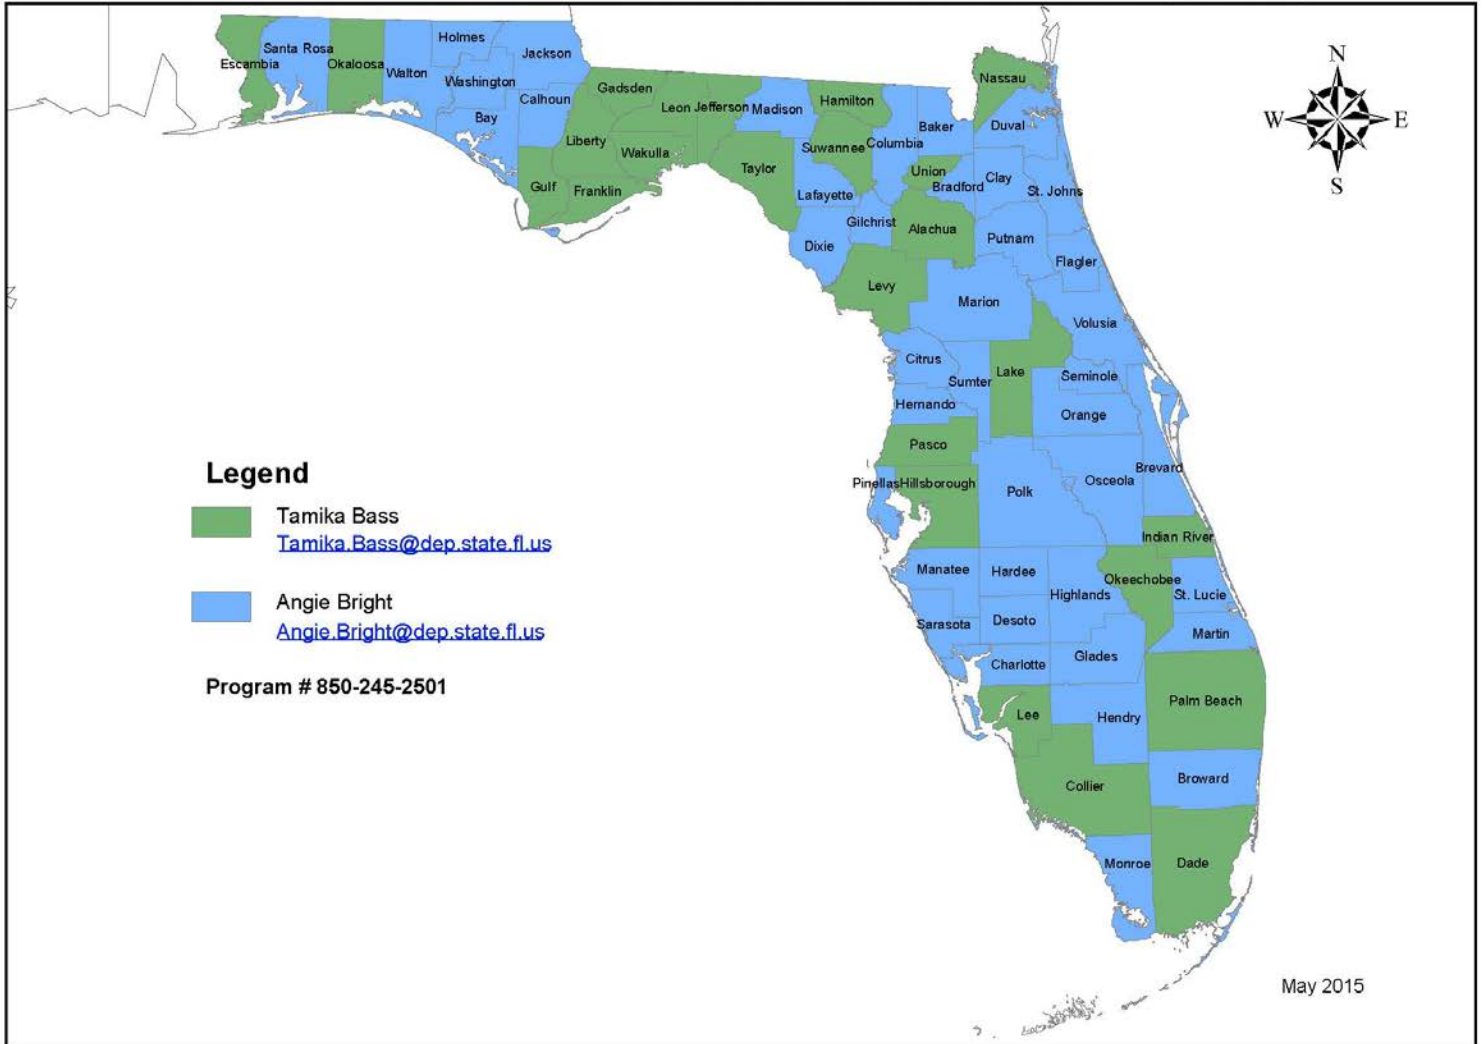 N
W E
S
Holmes
Santa Rosa
Jackson
Escambia
Okaloosa
Walton
Washington
Calhoun
Bay
Gadsden
Leon
Jefferson
Madison
Hamilton
Nassau
Liberty
Wakulla
Gulf
Franklin
Taylor
Suwannee
Columbia
Baker
Duval
Lafayette
Union
Bradford
Clay
St. Johns
Dixie
Gilchrist
Alachua
Putnam
Flagler
Levy
Marion
Volusia
Citrus
Sumter
Lake
Seminole
Hernando
Orange
Pasco
Pinellas
Hillsborough
Polk
Osceola
Brevard
Indian River
Manatee
Hardee
Highlands
Okeechobee
St. Lucie
Sarasota
Desoto
Martin
Charlotte
Glades
Lee
Hendry
Palm Beach
Collier
Broward
Monroe
Dade
Legend
Tamika Bass
Tamika.Bass@dep.state.fl.us
Angie Bright
Angie.Bright@dep.state.fl.us
Program # 850-245-2501
May 2015